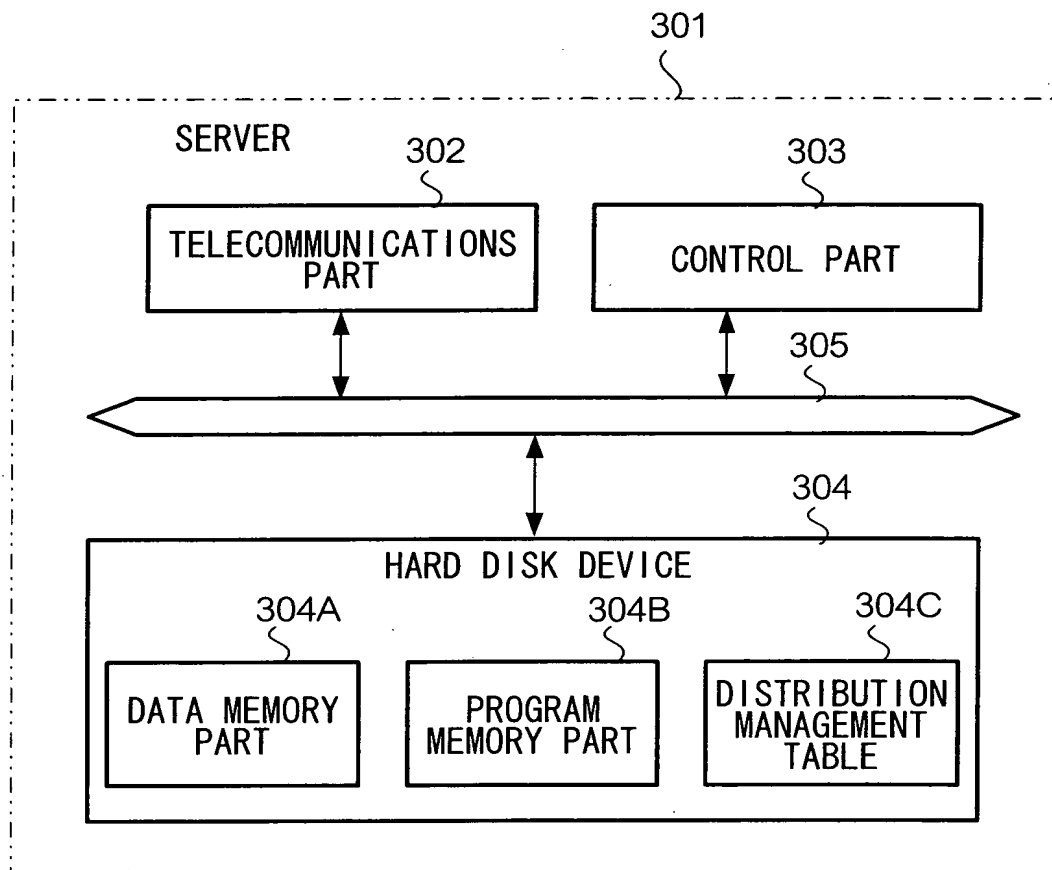 301
SERVER
302
303
TELECOMMUNICATIONS
PART
CONTROL PART
305
304
HARD DISK DEVICE
304A
304B
304C
DATA MEMORY
PART
PROGRAM
MEMORY PART
DISTRIBUTION
MANAGEMENT
TABLE